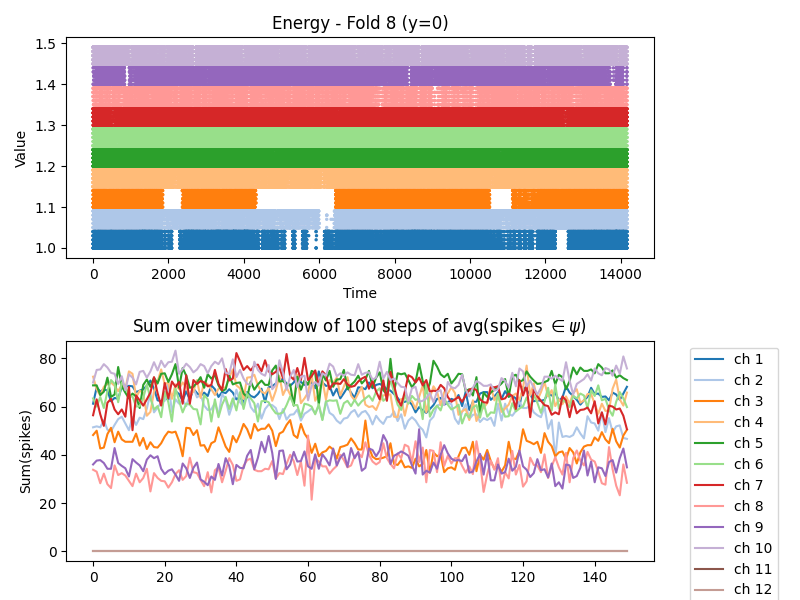 Energy - Fold 8 (y=0)
Value
1.5
1.4
1.3
1.2
1.1
1.0
0 2000 4000 6000 8000 10000 12000 14000
Time
Sum over timewindow of 100 steps of avg(spikes ∈ ψ)
Sum(spikes)
80
60
40
20
0
0 20 40 60 80 100 120 140
ch 1
ch 2
ch 3
ch 4
ch 5
ch 6
ch 7
ch 8
ch 9
ch 10
ch 11
ch 12